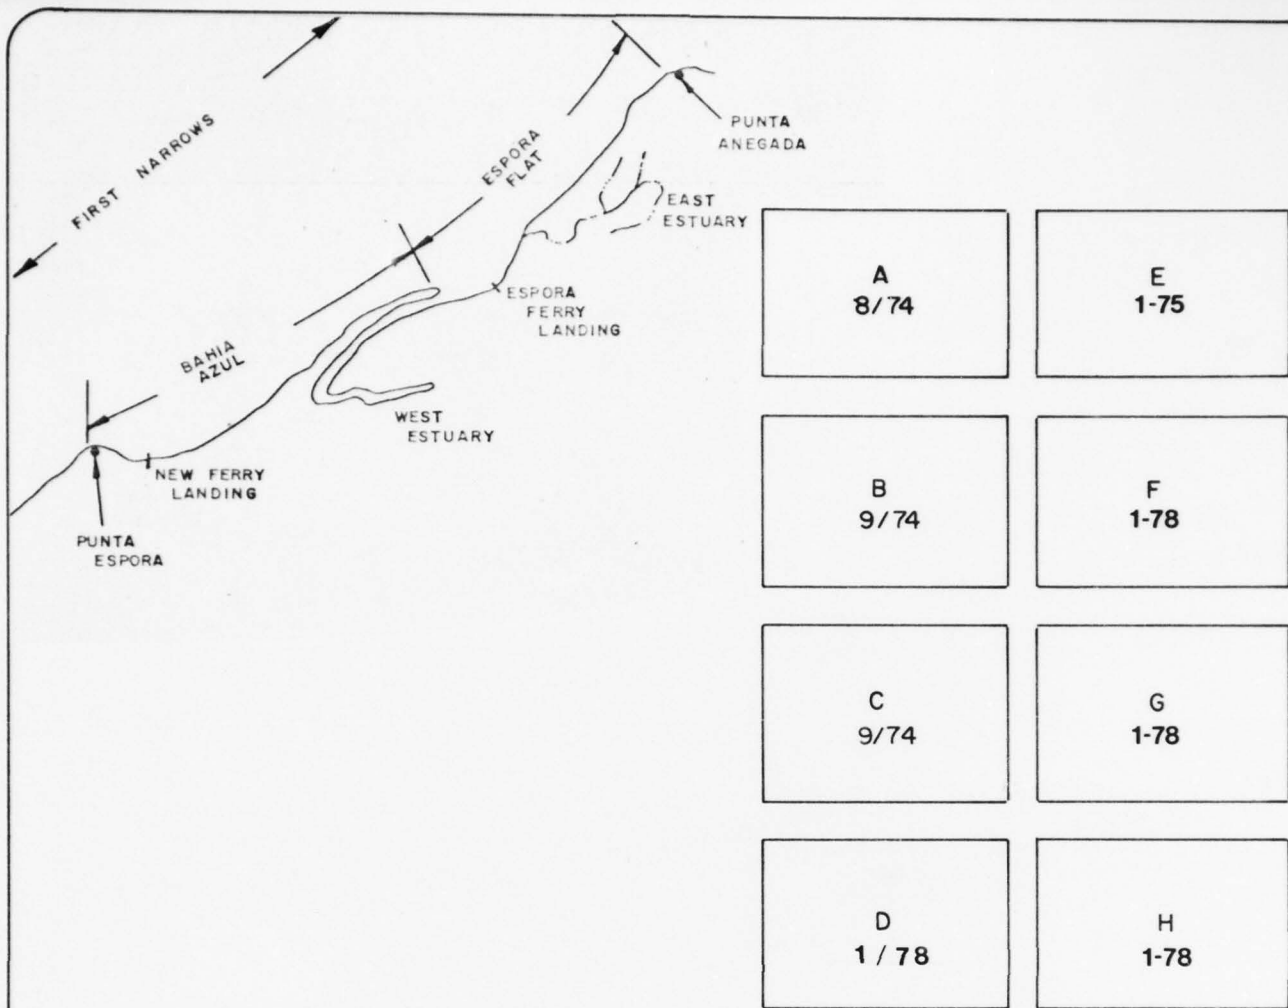 FIRST NARROWS
ESPORA
FLAT
PUNTA
ANEGADA
EAST
ESTUARY
ESPORA
FERRY
LANDING
BAHIA
AZUL
WEST
ESTUARY
NEW FERRY
LANDING
PUNTA
ESPORA
A
8/74
E
1-75
B
9/74
F
1-78
C
9/74
G
1-78
D
1 / 78
H
1-78